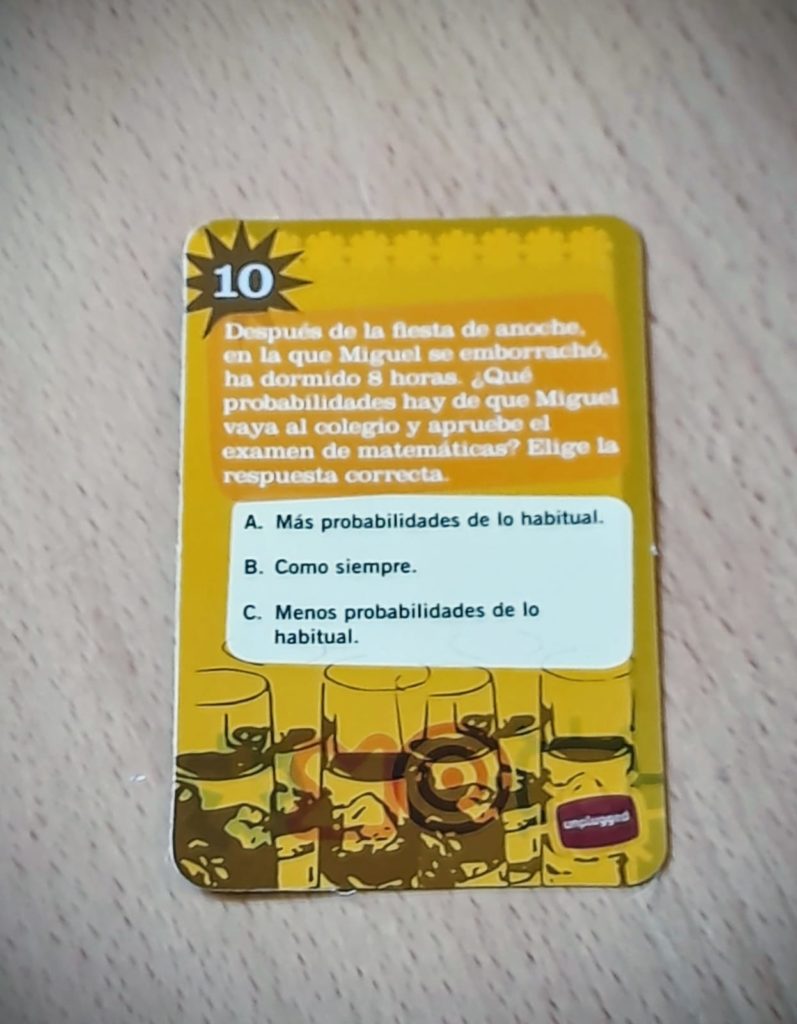 10
Después de la fiesta de anoche,
en la que Miguel se emborrachó,
ha dormido 8 horas. ¿Qué
probabilidades hay de que Miguel
vaya al colegio y apruebe el
examen de matemáticas? Elige la
respuesta correcta.
A. Más probabilidades de lo habitual.
B. Como siempre.
C. Menos probabilidades de lo
habitual.
unplugged